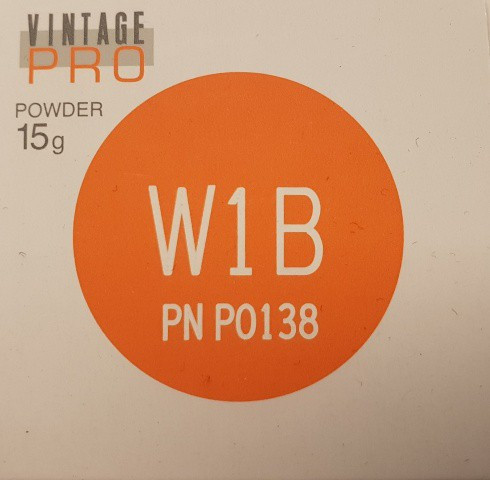 VINTAGE
PRO
POWDER
15g
W1B
PN P0138